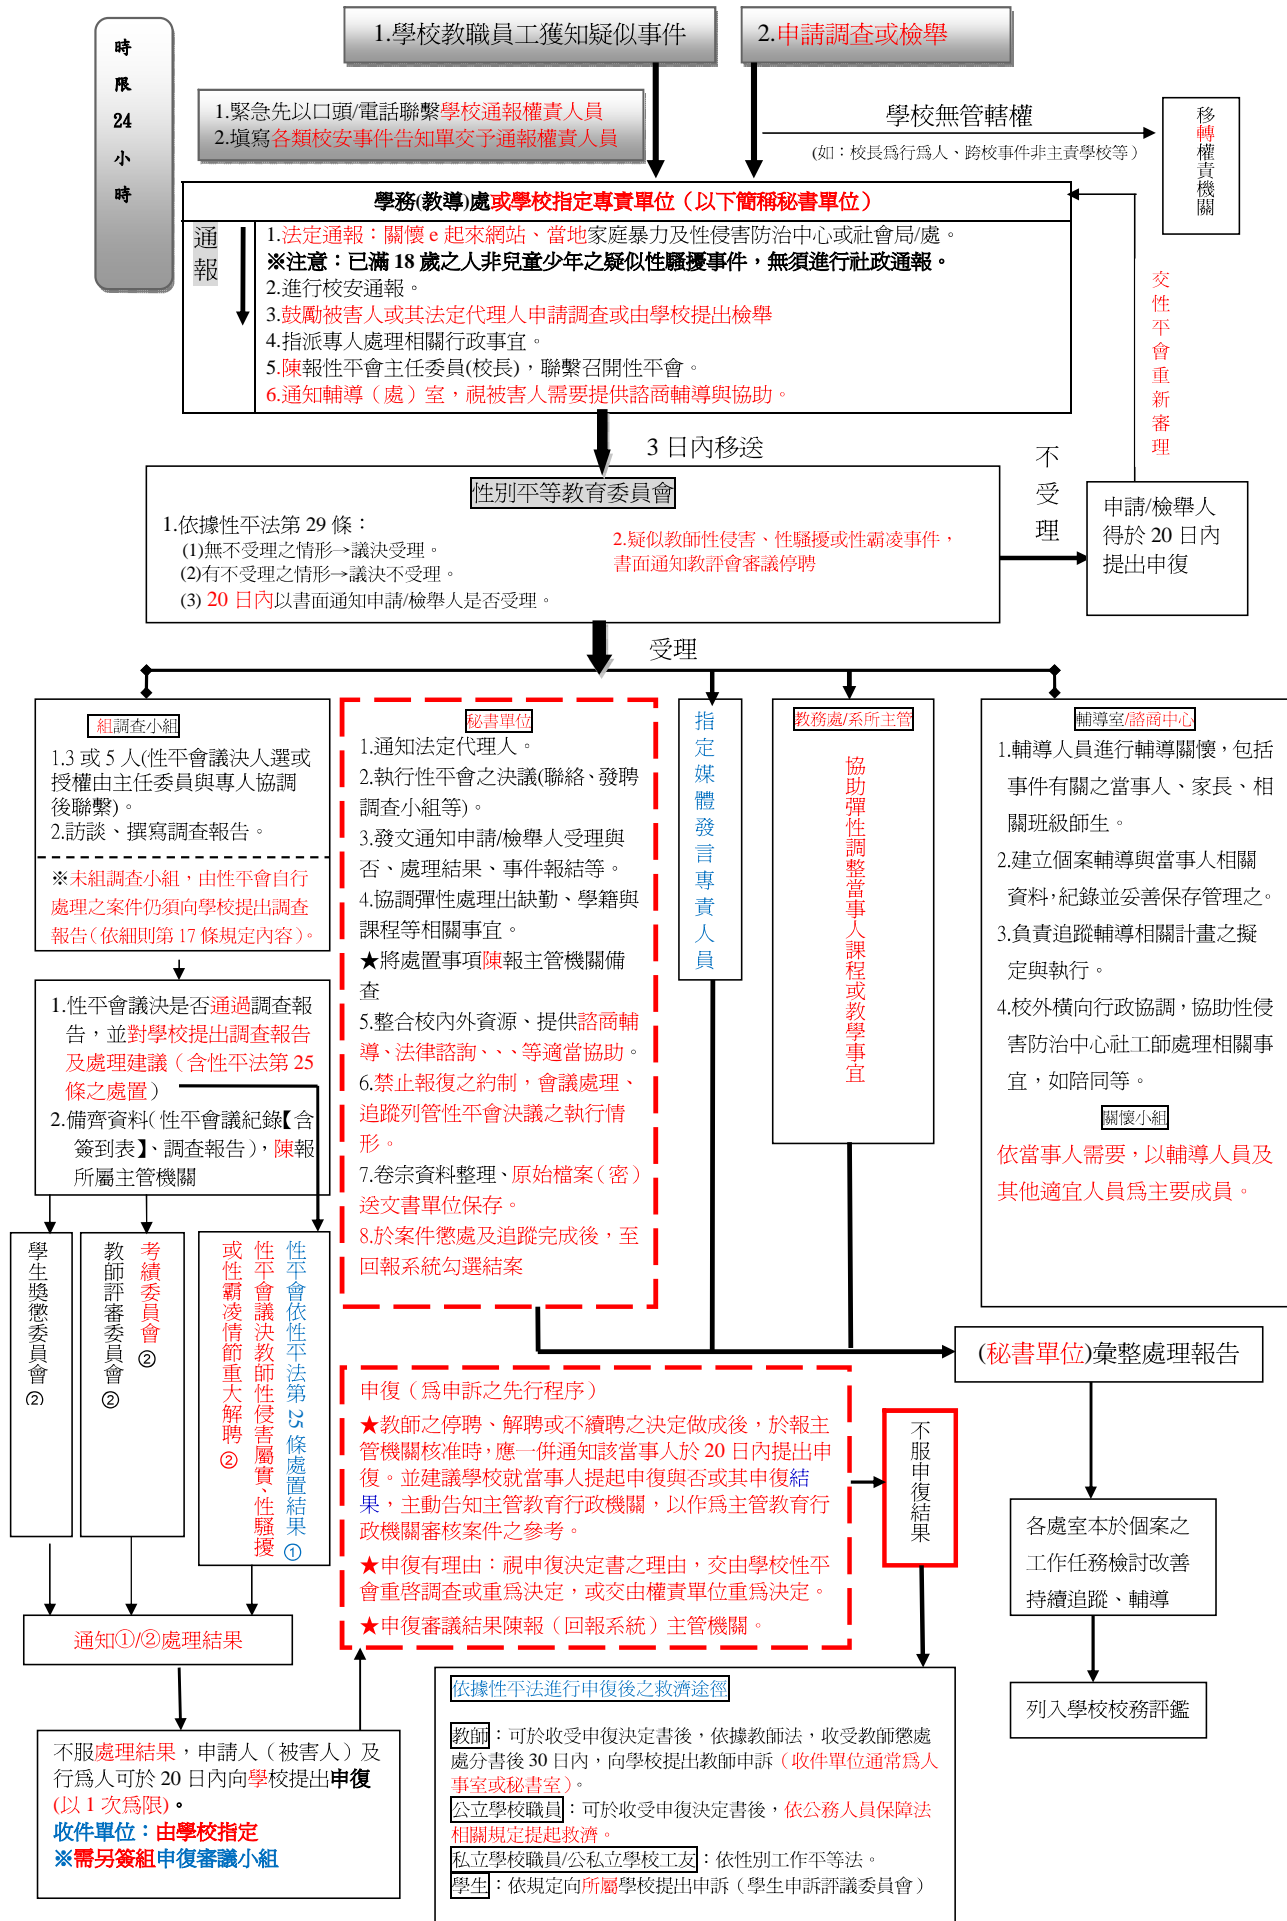 時
限
24
小
時
1.學校教職員工獲知疑似事件
2.申請調查或檢舉
1.緊急先以口頭/電話聯繫學校通報權責人員
2.填寫各類校安事件告知單交予通報權責人員
學校無管轄權
(如：校長為行為人、跨校事件非主責學校等)
移轉權責機關
學務(教導)處或學校指定專責單位（以下簡稱秘書單位）
通報
1.法定通報：關懷 e 起來網站、當地家庭暴力及性侵害防治中心或社會局/處。
※注意：已滿 18 歲之人非兒童少年之疑似性騷擾事件，無須進行社政通報。
2.進行校安通報。
3.鼓勵被害人或其法定代理人申請調查或由學校提出檢舉
4.指派專人處理相關行政事宜。
5.陳報性平會主任委員(校長)，聯繫召開性平會。
6.通知輔導（處）室，視被害人需要提供諮商輔導與協助。
交性平會重新審理
3 日內移送
性別平等教育委員會
1.依據性平法第 29 條：
(1)無不受理之情形→議決受理。
(2)有不受理之情形→議決不受理。
(3) 20 日內以書面通知申請/檢舉人是否受理。
2.疑似教師性侵害、性騷擾或性霸凌事件，
書面通知教評會審議停聘
不受理
申請/檢舉人
得於 20 日內
提出申復
受理
組調查小組
1.3 或 5 人(性平會議決人選或
授權由主任委員與專人協調
後聯繫)。
2.訪談、撰寫調查報告。
※未組調查小組，由性平會自行
處理之案件仍須向學校提出調查
報告（依細則第 17 條規定內容）。
1.性平會議決是否通過調查報
告，並對學校提出調查報告
及處理建議（含性平法第 25
條之處置）
2.備齊資料（性平會議紀錄【含
簽到表】、調查報告），陳報
所屬主管機關
秘書單位
1.通知法定代理人。
2.執行性平會之決議(聯絡、發聘
調查小組等)。
3.發文通知申請/檢舉人受理與
否、處理結果、事件報結等。
4.協調彈性處理出缺勤、學籍與
課程等相關事宜。
★將處置事項陳報主管機關備
查
5.整合校內外資源、提供諮商輔
導、法律諮詢、、、等適當協助。
6.禁止報復之約制，會議處理、
追蹤列管性平會決議之執行情
形。
7.卷宗資料整理、原始檔案（密）
送文書單位保存。
8.於案件懲處及追蹤完成後，至
回報系統勾選結案
指定媒體發言專責人員
教務處/系所主管
協助彈性調整當事人課程或教學事宜
輔導室/諮商中心
1.輔導人員進行輔導關懷，包括
事件有關之當事人、家長、相
關班級師生。
2.建立個案輔導與當事人相關
資料，紀錄並妥善保存管理之。
3.負責追蹤輔導相關計畫之擬
定與執行。
4.校外橫向行政協調，協助性侵
害防治中心社工師處理相關事
宜，如陪同等。
關懷小組
依當事人需要，以輔導人員及
其他適宜人員為主要成員。
學生獎懲委員會②
考績委員會②
教師評審委員會②
性平會依性平法第 25 條處置結果①
性平會議決教師性侵害屬實、性騷擾
或性霸凌情節重大解聘②
(秘書單位)彙整處理報告
申復（為申訴之先行程序）
★教師之停聘、解聘或不續聘之決定做成後，於報主
管機關核准時，應一併通知該當事人於 20 日內提出申
復。並建議學校就當事人提起申復與否或其申復結
果，主動告知主管教育行政機關，以作為主管教育行
政機關審核案件之參考。
★申復有理由：視申復決定書之理由，交由學校性平
會重啓調查或重為決定，或交由權責單位重為決定。
★申復審議結果陳報（回報系統）主管機關。
不服申復結果
各處室本於個案之
工作任務檢討改善
持續追蹤、輔導
列入學校校務評鑑
通知①/②處理結果
不服處理結果，申請人（被害人）及
行為人可於 20 日內向學校提出申復
(以 1 次為限)。
收件單位：由學校指定
※需另簽組申復審議小組
依據性平法進行申復後之救濟途徑
教師：可於收受申復決定書後，依據教師法，收受教師懲處
處分書後 30 日內，向學校提出教師申訴（收件單位通常為人
事室或秘書室）。
公立學校職員：可於收受申復決定書後，依公務人員保障法
相關規定提起救濟。
私立學校職員/公私立學校工友：依性別工作平等法。
學生：依規定向所屬學校提出申訴（學生申訴評議委員會）